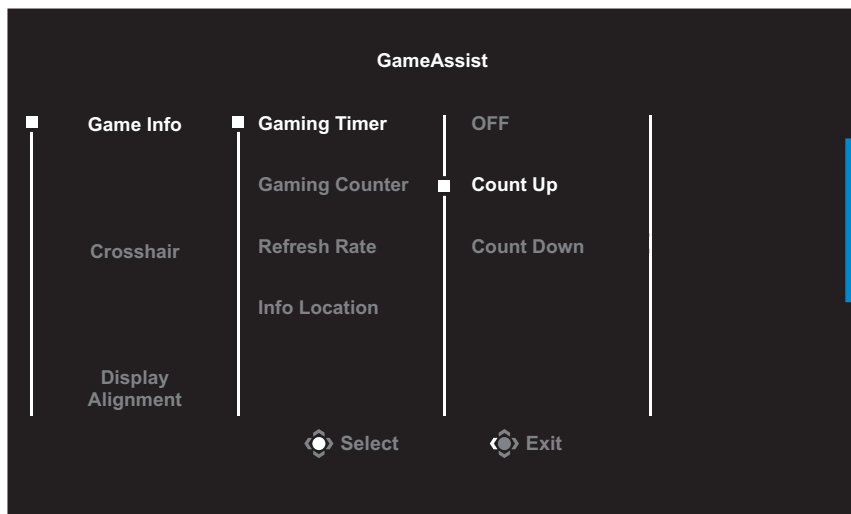 GameAssist
Game Info
Gaming Timer
OFF
Gaming Counter
Count Up
Crosshair
Refresh Rate
Count Down
Info Location
Display
Alignment
Select
Exit